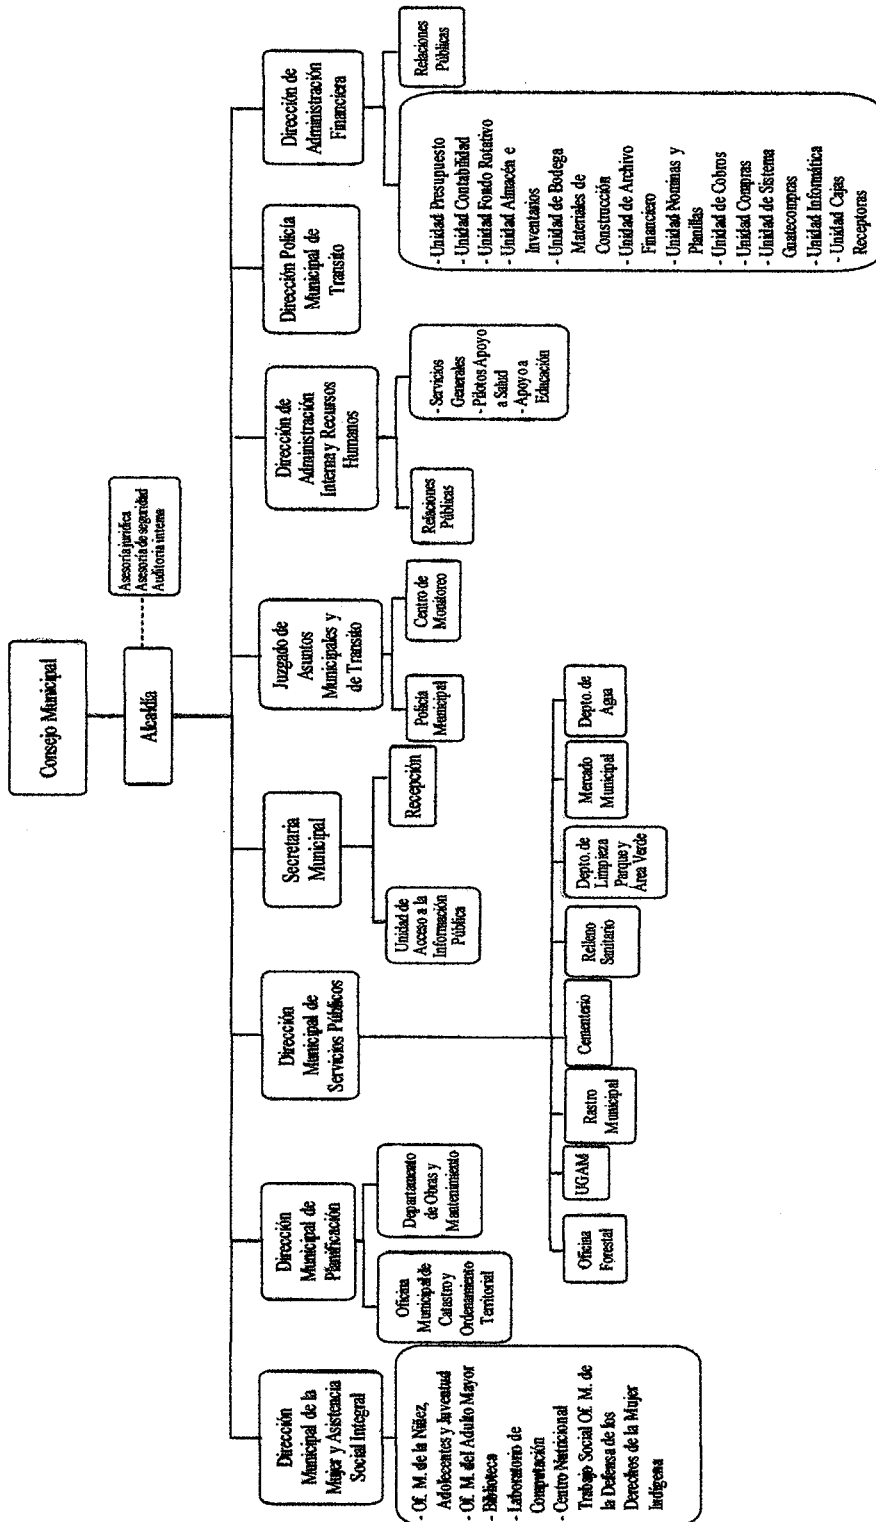 Consejo Municipal
Alcaldía
Asesoría jurídica
Asesoría de seguridad
Auditoría interna
Dirección
Municipal de la
Mujer y Asistencia
Social Integral
- Of. M. de la Niñez,
Adolecentes y Juventud
- Of. M. del Adulto Mayor
- Biblioteca
- Laboratorio de
Computación
- Centro Nutricional
Trabajo Social Of. M. de
la Defensa de los
Derechos de la Mujer
Indígena
Dirección
Municipal de
Planificación
Oficina
Municipal de
Catastro y
Ordenamiento
Territorial
Departamento
de Obras y
Mantenimiento
Dirección
Municipal de
Servicios Públicos
Oficina
Forestal
UGAM
Rastro
Municipal
Cementerio
Relleno
Sanitario
Depto. de
Limpieza
Parque y
Área Verde
Mercado
Municipal
Depto. de
Agua
Secretaria
Municipal
Unidad de
Acceso a la
Información
Pública
Recepción
Juzgado de
Asuntos
Municipales y
de Transito
Policía
Municipal
Centro de
Monitoreo
Dirección de
Administración
Interna y Recursos
Humanos
Relaciones
Públicas
- Servicios
Generales
- Pilotos Apoyo
a Salud
- Apoyo a
Educación
Dirección Policía
Municipal de
Transito
Dirección de
Administración
Financiera
- Unidad Presupuesto
- Unidad Contabilidad
- Unidad Fondo Rotativo
- Unidad Almacén e
Inventarios
- Unidad de Bodega
Materiales de
Construcción
- Unidad de Archivo
Financiero
- Unidad Nominas y
Planillas
- Unidad de Cobros
- Unidad Compras
- Unidad de Sistema
Guatecompras
- Unidad Informática
- Unidad Cajas
Receptoras
Relaciones
Públicas